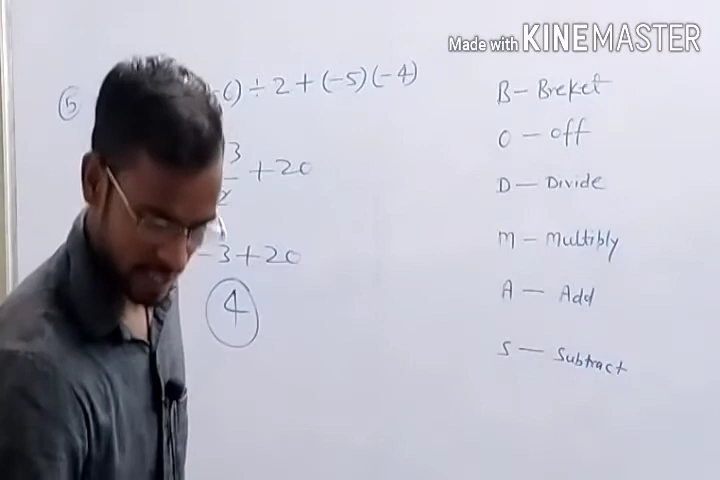 Made with KINEMASTER
⑤ -6) ÷ 2 + (-5) (-4)
3/2 + 20
-3 + 20
4
B - Breket
O - off
D - Divide
M - Multibly
A - Add
S - Subtract